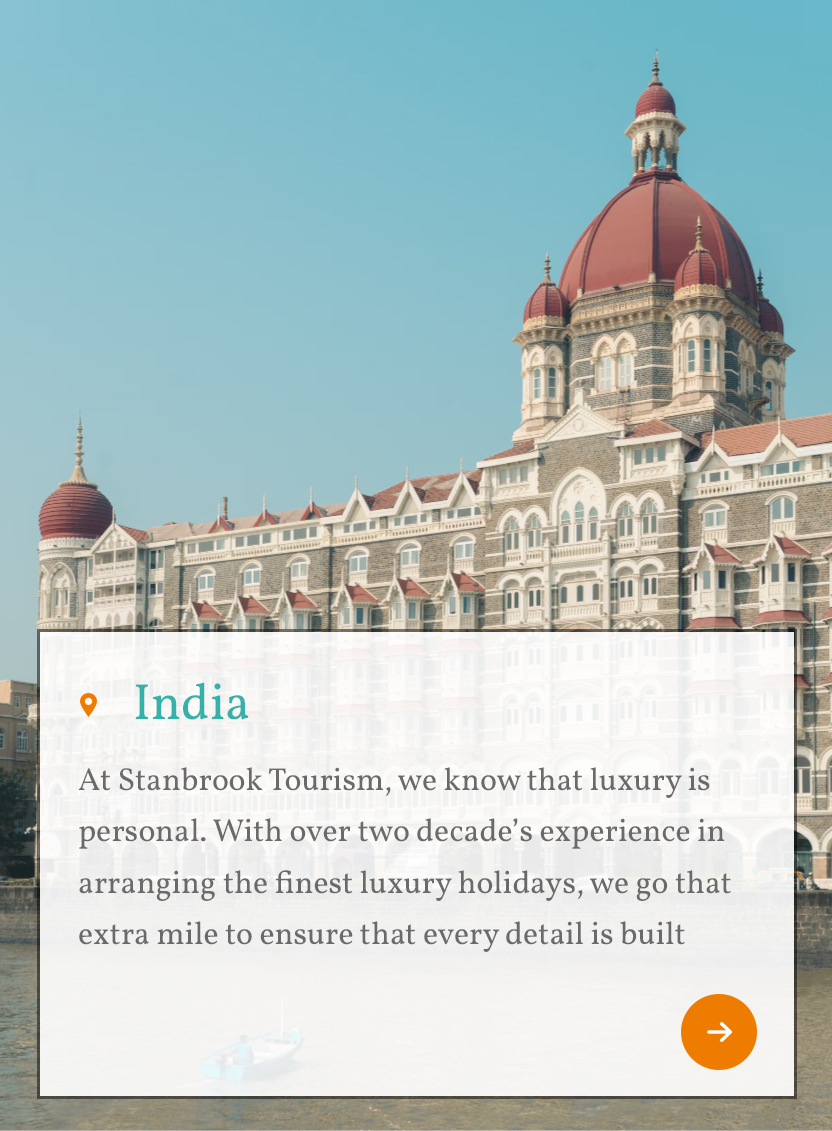 India
At Stanbrook Tourism, we know that luxury is
personal. With over two decade’s experience in
arranging the finest luxury holidays, we go that
extra mile to ensure that every detail is built